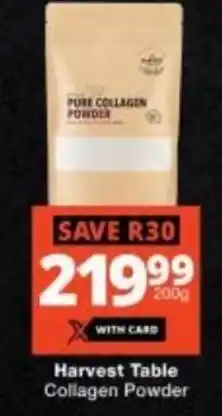 PURE COLLAGEN
POWDER
SAVE R30
21999
200g
WITH CARD
Harvest Table
Collagen Powder